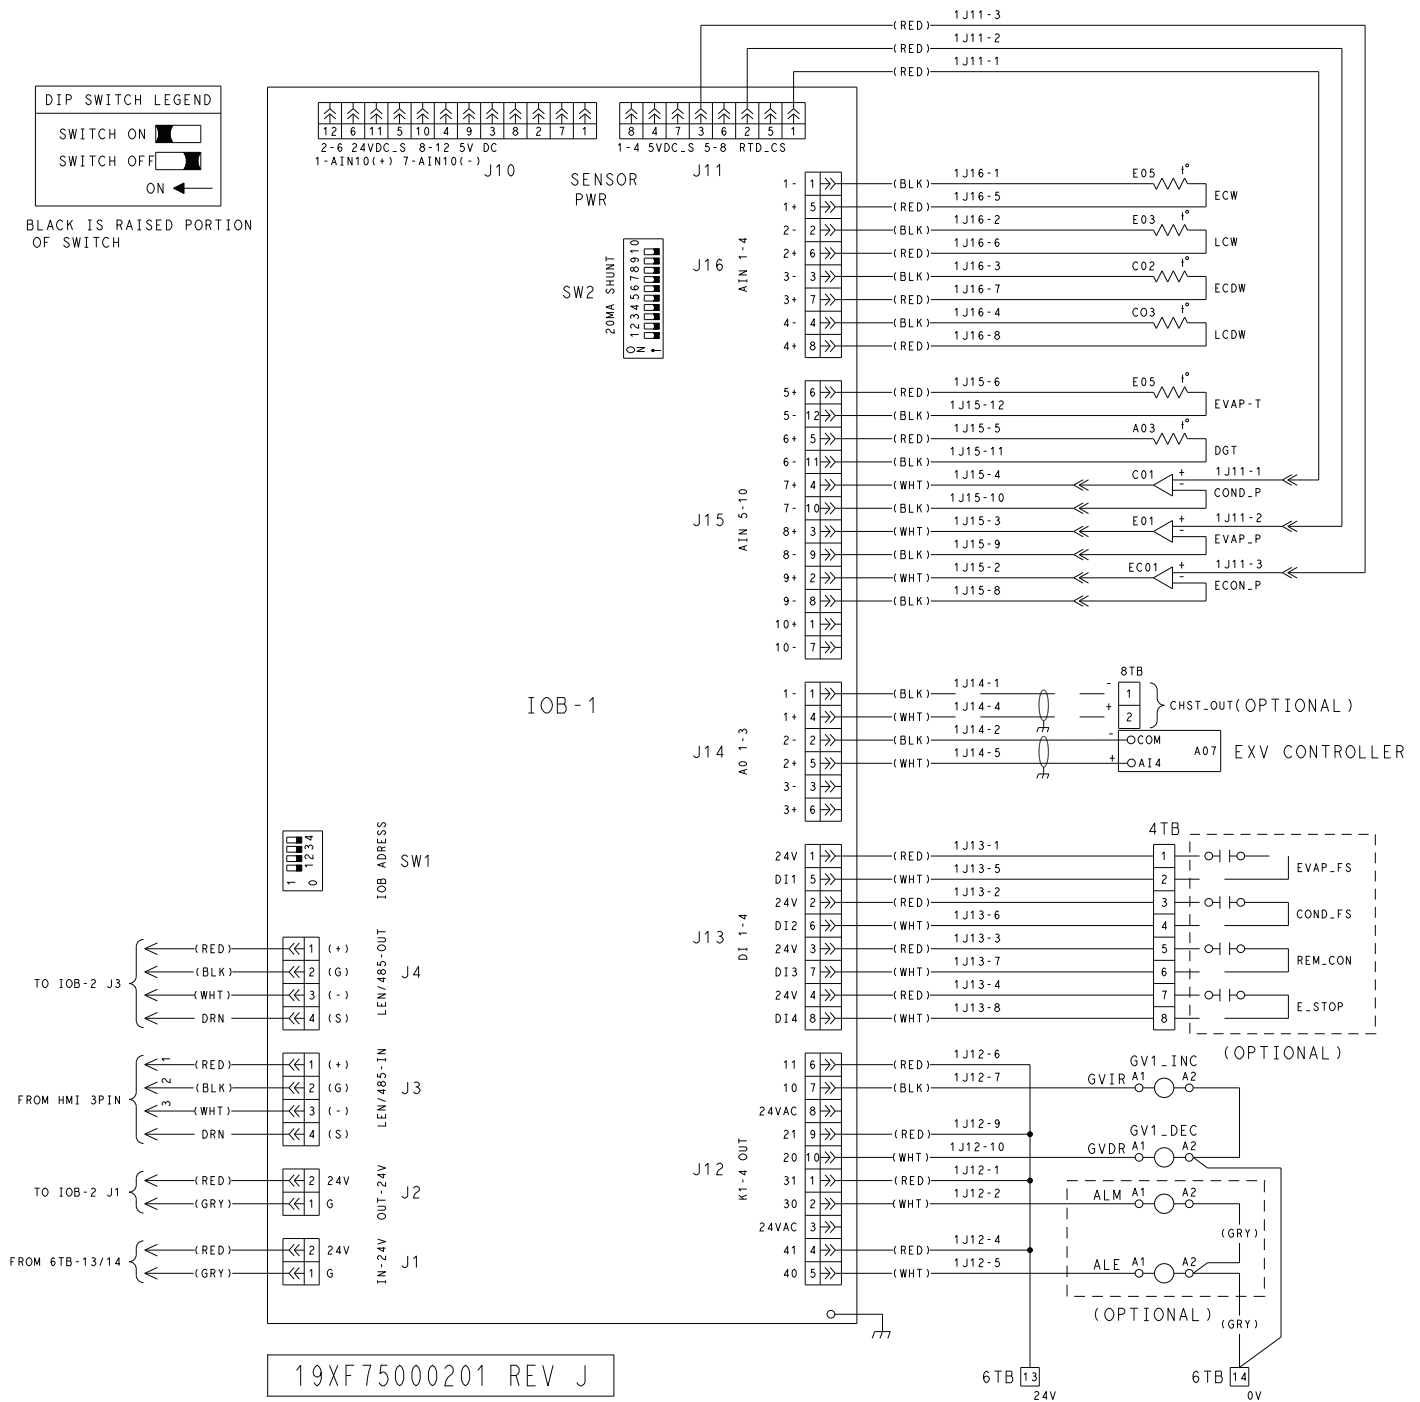 DIP SWITCH LEGEND
SWITCH ON
SWITCH OFF
ON
BLACK IS RAISED PORTION
OF SWITCH
12 6 11 5 10 4 9 3 8 2 7 1
2-6 24VDC_S 8-12 5V DC
1-AIN10(+) 7-AIN10(-)
J10
SENSOR
PWR
8 4 7 3 6 2 5 1
1-4 5VDC_S 5-8 RTD_CS
J11
(RED) 1J11-3
(RED) 1J11-2
(RED) 1J11-1
SW2
20MA SHUNT
1 2 3 4 5 6 7 8 9 10
ON
J16
AIN 1-4
1- 1 (BLK) 1J16-1 E05 t°
1+ 5 (RED) 1J16-5 ECW
2- 2 (BLK) 1J16-2 E03 t°
2+ 6 (RED) 1J16-6 LCW
3- 3 (BLK) 1J16-3 C02 t°
3+ 7 (RED) 1J16-7 ECDW
4- 4 (BLK) 1J16-4 CO3 t°
4+ 8 (RED) 1J16-8 LCDW
J15
AIN 5-10
5+ 6 (RED) 1J15-6 E05 t°
5- 12 (BLK) 1J15-12 EVAP-T
6+ 5 (RED) 1J15-5 A03 t°
6- 11 (BLK) 1J15-11 DGT
7+ 4 (WHT) 1J15-4 C01 + - 1J11-1
7- 10 (BLK) 1J15-10 COND_P
8+ 3 (WHT) 1J15-3 E01 + - 1J11-2
8- 9 (BLK) 1J15-9 EVAP_P
9+ 2 (WHT) 1J15-2 EC01 + - 1J11-3
9- 8 (BLK) 1J15-8 ECON_P
10+ 1
10- 7
IOB-1
J14
AO 1-3
8TB
1- 1 (BLK) 1J14-1 - 1
1+ 4 (WHT) 1J14-4 + 2
CHST_OUT(OPTIONAL)
2- 2 (BLK) 1J14-2 - COM
2+ 5 (WHT) 1J14-5 + AI4
A07
EXV CONTROLLER
3- 3
3+ 6
SW1
IOB ADRESS
1 2 3 4
1 0
J13
DI 1-4
4TB
24V 1 (RED) 1J13-1 1
DI1 5 (WHT) 1J13-5 2 EVAP_FS
24V 2 (RED) 1J13-2 3
DI2 6 (WHT) 1J13-6 4 COND_FS
24V 3 (RED) 1J13-3 5
DI3 7 (WHT) 1J13-7 6 REM_CON
24V 4 (RED) 1J13-4 7
DI4 8 (WHT) 1J13-8 8 E_STOP
(OPTIONAL)
TO IOB-2 J3
(RED) 1 (+)
(BLK) 2 (G)
(WHT) 3 (-)
DRN 4 (S)
LEN/485-OUT
J4
FROM HMI 3PIN
1 (RED) 1 (+)
2 (BLK) 2 (G)
3 (WHT) 3 (-)
DRN 4 (S)
LEN/485-IN
J3
TO IOB-2 J1
(RED) 2 24V
(GRY) 1 G
OUT-24V
J2
FROM 6TB-13/14
(RED) 2 24V
(GRY) 1 G
IN-24V
J1
J12
K1-4 OUT
11 6 (RED) 1J12-6
GV1_INC
10 7 (BLK) 1J12-7 GVIR A1 A2
24VAC 8
21 9 (RED) 1J12-9
GV1_DEC
20 10 (WHT) 1J12-10 GVDR A1 A2
31 1 (RED) 1J12-1
30 2 (WHT) 1J12-2 ALM A1 A2
24VAC 3
(GRY)
41 4 (RED) 1J12-4
40 5 (WHT) 1J12-5 ALE A1 A2
(OPTIONAL)
(GRY)
6TB 13
24V
6TB 14
0V
19XF75000201 REV J